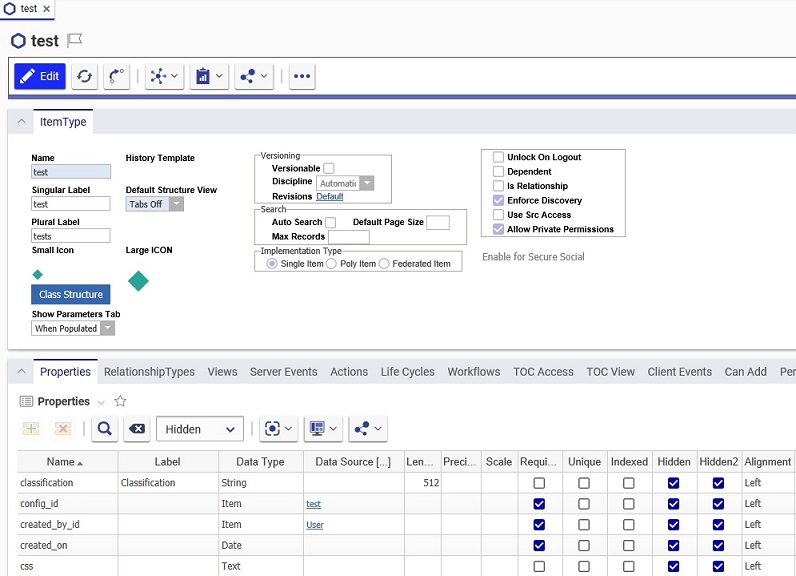 test
test
Edit
ItemType
Name
test
Singular Label
test
Plural Label
tests
Small Icon
Class Structure
Show Parameters Tab
When Populated
History Template
Default Structure View
Tabs Off
Large ICON
Versioning
Versionable
Discipline Automatic
Revisions Default
Search
Auto Search Default Page Size
Max Records
Implementation Type
Single Item Poly Item Federated Item
Unlock On Logout
Dependent
Is Relationship
Enforce Discovery
Use Src Access
Allow Private Permissions
Enable for Secure Social
Properties RelationshipTypes Views Server Events Actions Life Cycles Workflows TOC Access TOC View Client Events Can Add Per
Properties
Hidden
Name Label Data Type Data Source [...] Len... Preci... Scale Requi... Unique Indexed Hidden Hidden2 Alignment
classification Classification String 512 Left
config_id Item test Left
created_by_id Item User Left
created_on Date Left
css Text Left